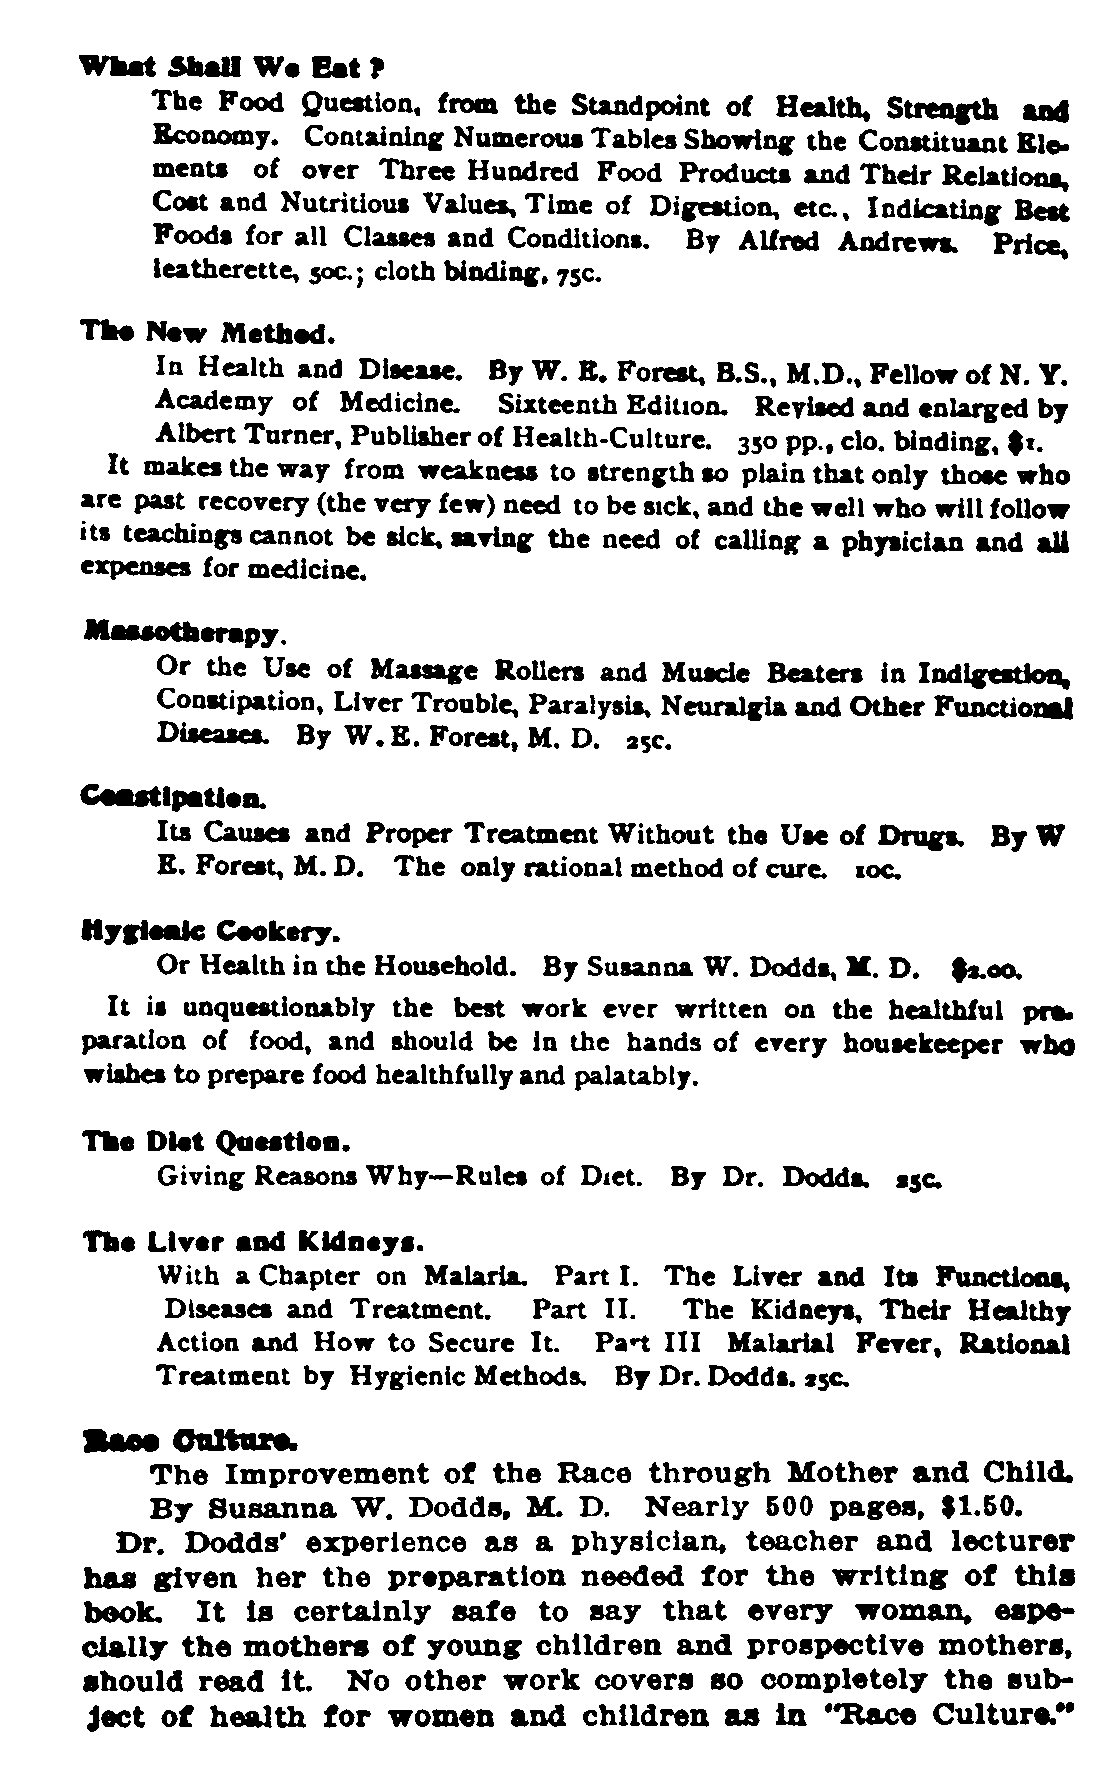 What Shall We Eat?
The Food Question, from the Standpoint of Health, Strength and
Economy. Containing Numerous Tables Showing the Constituant Ele-
ments of over Three Hundred Food Products and Their Relations,
Cost and Nutritious Values, Time of Digestion, etc., Indicating Best
Foods for all Classes and Conditions. By Alfred Andrews. Price,
leatherette, 50c.; cloth binding, 75c.
The New Method.
In Health and Disease. By W. E. Forest, B.S., M.D., Fellow of N. Y.
Academy of Medicine. Sixteenth Edition. Revised and enlarged by
Albert Turner, Publisher of Health-Culture. 350 pp., clo. binding, $1.
It makes the way from weakness to strength so plain that only those who
are past recovery (the very few) need to be sick, and the well who will follow
its teachings cannot be sick, saving the need of calling a physician and all
expenses for medicine.
Massotherapy.
Or the Use of Massage Rollers and Muscle Beaters in Indigestion,
Constipation, Liver Trouble, Paralysis, Neuralgia and Other Functional
Diseases. By W. E. Forest, M. D. 25c.
Constipation.
Its Causes and Proper Treatment Without the Use of Drugs. By W
E. Forest, M. D. The only rational method of cure. 10c.
Hygienic Cookery.
Or Health in the Household. By Susanna W. Dodds, M. D. $2.00.
It is unquestionably the best work ever written on the healthful pre-
paration of food, and should be in the hands of every housekeeper who
wishes to prepare food healthfully and palatably.
The Diet Question.
Giving Reasons Why—Rules of Diet. By Dr. Dodds. 25c.
The Liver and Kidneys.
With a Chapter on Malaria. Part I. The Liver and Its Functions,
Diseases and Treatment. Part II. The Kidneys, Their Healthy
Action and How to Secure It. Part III Malarial Fever, Rational
Treatment by Hygienic Methods. By Dr. Dodds. 25c.
Race Culture.
The Improvement of the Race through Mother and Child.
By Susanna W. Dodds, M. D. Nearly 500 pages, $1.50.
Dr. Dodds' experience as a physician, teacher and lecturer
has given her the preparation needed for the writing of this
book. It is certainly safe to say that every woman, espe-
cially the mothers of young children and prospective mothers,
should read it. No other work covers so completely the sub-
ject of health for women and children as in "Race Culture."